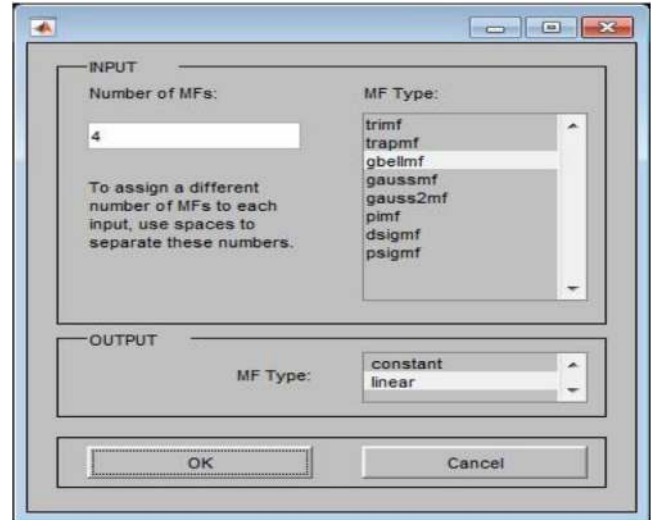 INPUT
Number of MFs:
4
To assign a different
number of MFs to each
input, use spaces to
separate these numbers.
MF Type:
trimf
trapmf
gbellmf
gaussmf
gauss2mf
pimf
dsigmf
psigmf
OUTPUT
MF Type:
constant
linear
OK
Cancel